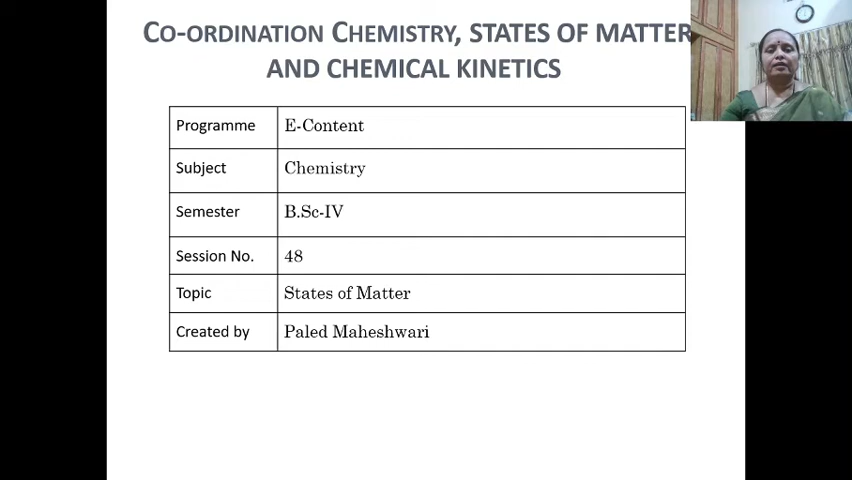 CO-ORDINATION CHEMISTRY, STATES OF MATTER
AND CHEMICAL KINETICS
Programme E-Content
Subject Chemistry
Semester B.Sc-IV
Session No. 48
Topic States of Matter
Created by Paled Maheshwari